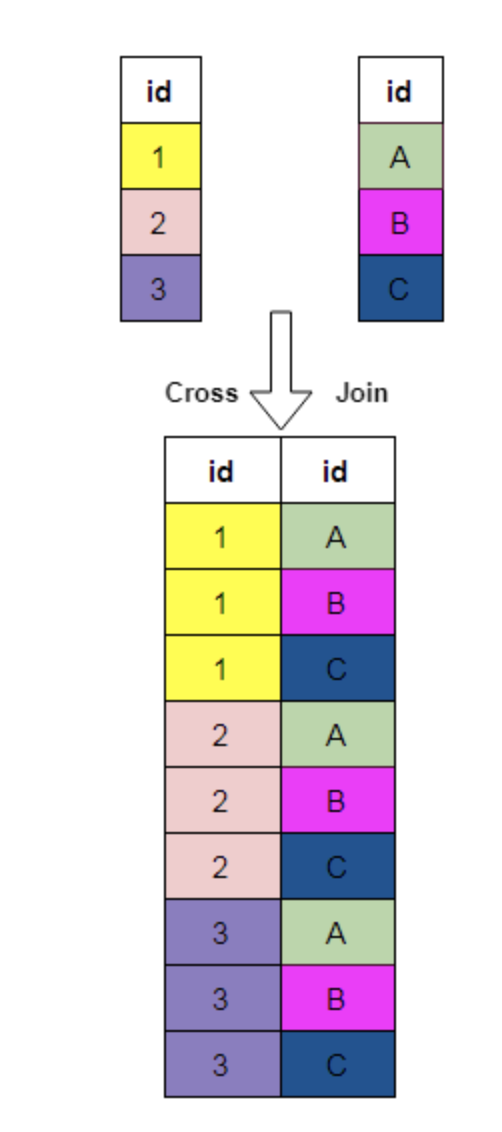 id id
1 A
2 B
3 C
Cross Join
id id
1 A
1 B
1 C
2 A
2 B
2 C
3 A
3 B
3 C